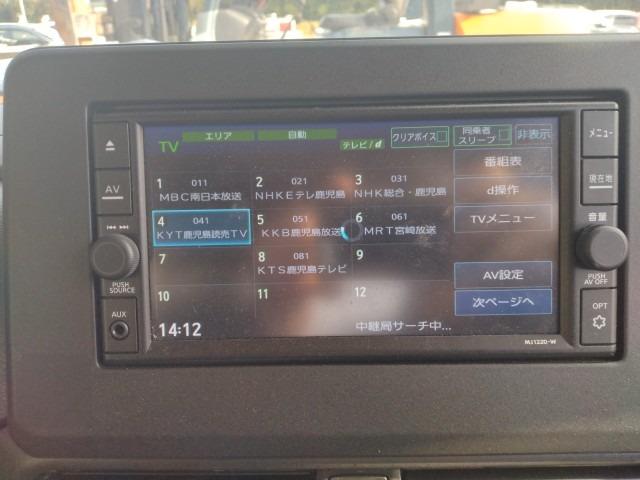 TV
エリア
自動
テレビ/d
クリアボイス
同乗者
スリープ
非表示
メニュー
AV
番組表
現在地
1 011
MBC南日本放送
2 021
NHKEテレ鹿児島
3 031
NHK総合・鹿児島
d操作
4 041
KYT鹿児島読売TV
5 051
KKB鹿児島放送
6 061
MRT宮崎放送
TVメニュー
音量
7
8 081
KTS鹿児島テレビ
9
AV設定
PUSH
SOURCE
PUSH
AV OFF
10
11
12
次ページへ
AUX
OPT
14:12
中継局サーチ中...
MJ122D-W